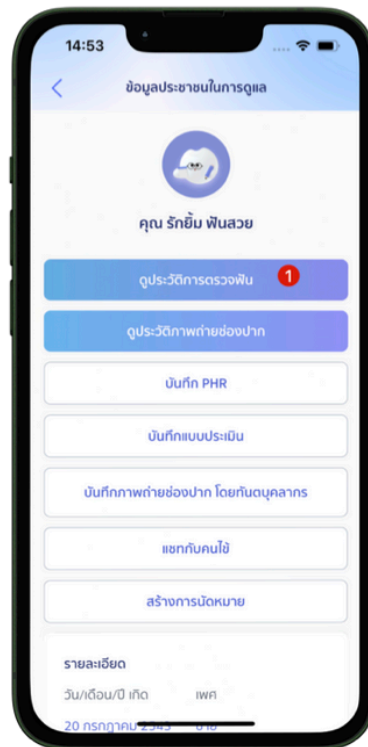 14:53
ข้อมูลประชาชนในการดูแล
คุณ รักยิ้ม ฟันสวย
ดูประวัติการตรวจฟัน 1
ดูประวัติภาพถ่ายช่องปาก
บันทึก PHR
บันทึกแบบประเมิน
บันทึกภาพถ่ายช่องปาก โดยทันตบุคลากร
แชทกับคนไข้
สร้างการนัดหมาย
รายละเอียด
วัน/เดือน/ปี เกิด เพศ
20 กรกฎาคม 2543 ชาย